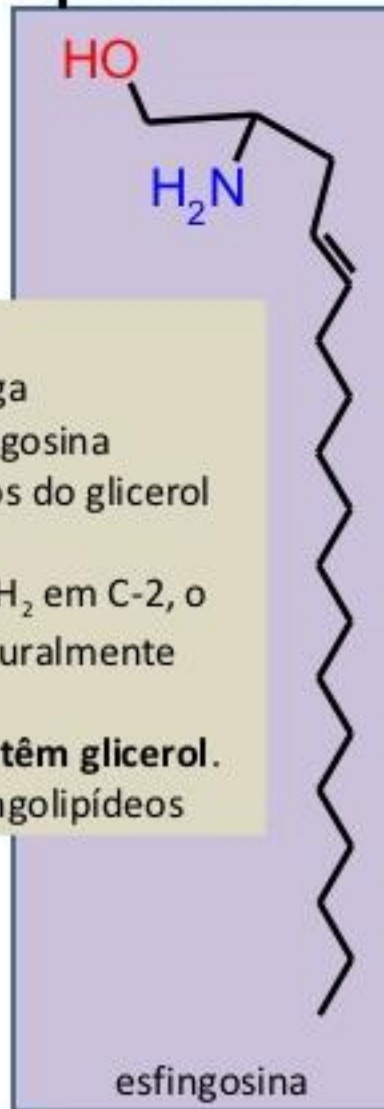 HO
H₂N
ga
gosina
os do glicerol
H₂ em C-2, o
uralmente
têm glicerol.
ngolipídeos
esfingosina